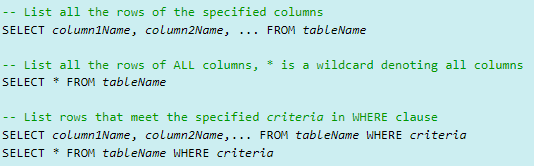 -- List all the rows of the specified columns
SELECT column1Name, column2Name, ... FROM tableName
-- List all the rows of ALL columns, * is a wildcard denoting all columns
SELECT * FROM tableName
-- List rows that meet the specified criteria in WHERE clause
SELECT column1Name, column2Name,... FROM tableName WHERE criteria
SELECT * FROM tableName WHERE criteria